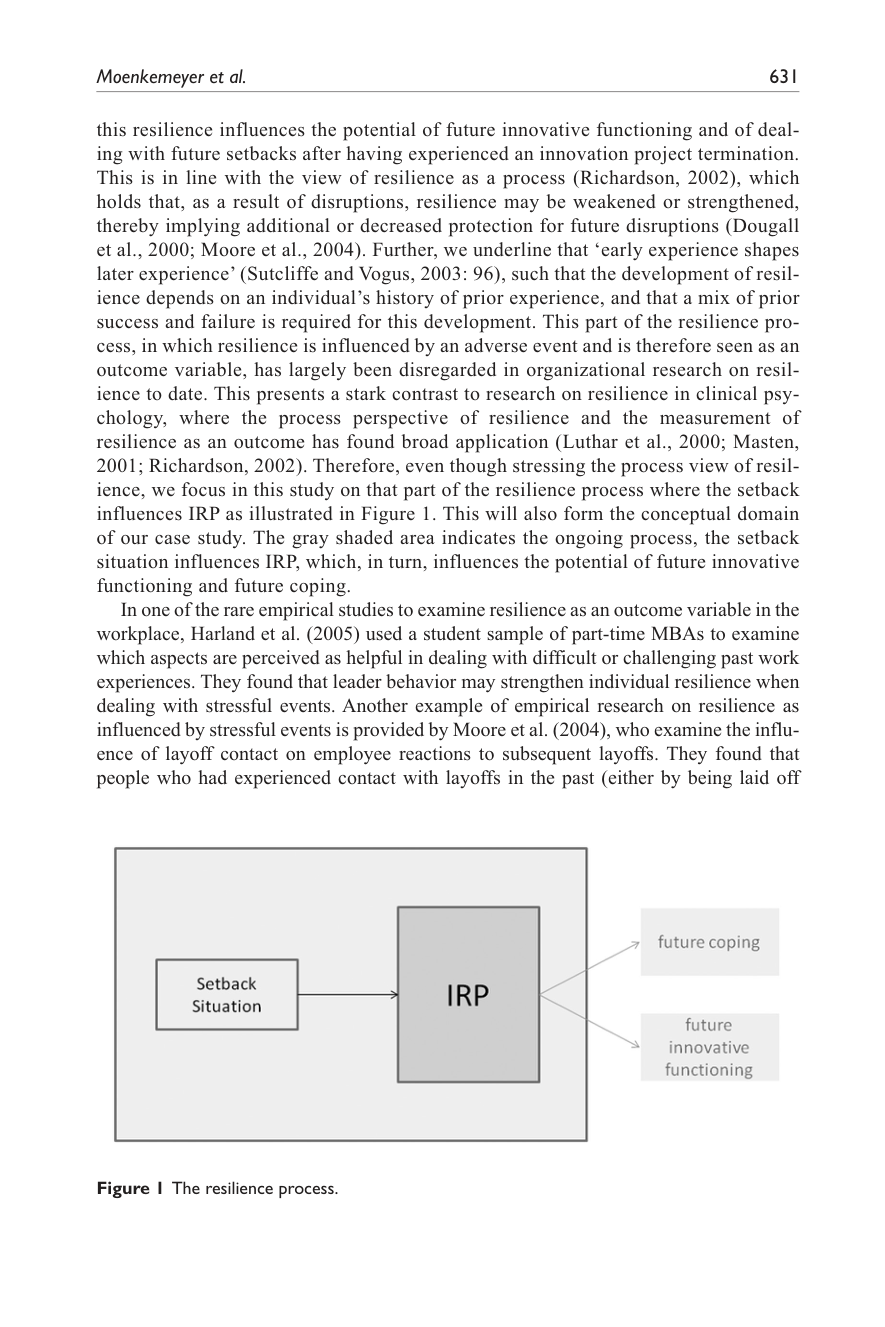 Moenkemeyer et al. 631
this resilience influences the potential of future innovative functioning and of deal-
ing with future setbacks after having experienced an innovation project termination.
This is in line with the view of resilience as a process (Richardson, 2002), which
holds that, as a result of disruptions, resilience may be weakened or strengthened,
thereby implying additional or decreased protection for future disruptions (Dougall
et al., 2000; Moore et al., 2004). Further, we underline that ‘early experience shapes
later experience’ (Sutcliffe and Vogus, 2003: 96), such that the development of resil-
ience depends on an individual’s history of prior experience, and that a mix of prior
success and failure is required for this development. This part of the resilience pro-
cess, in which resilience is influenced by an adverse event and is therefore seen as an
outcome variable, has largely been disregarded in organizational research on resil-
ience to date. This presents a stark contrast to research on resilience in clinical psy-
chology, where the process perspective of resilience and the measurement of
resilience as an outcome has found broad application (Luthar et al., 2000; Masten,
2001; Richardson, 2002). Therefore, even though stressing the process view of resil-
ience, we focus in this study on that part of the resilience process where the setback
influences IRP as illustrated in Figure 1. This will also form the conceptual domain
of our case study. The gray shaded area indicates the ongoing process, the setback
situation influences IRP, which, in turn, influences the potential of future innovative
functioning and future coping.
In one of the rare empirical studies to examine resilience as an outcome variable in the
workplace, Harland et al. (2005) used a student sample of part-time MBAs to examine
which aspects are perceived as helpful in dealing with difficult or challenging past work
experiences. They found that leader behavior may strengthen individual resilience when
dealing with stressful events. Another example of empirical research on resilience as
influenced by stressful events is provided by Moore et al. (2004), who examine the influ-
ence of layoff contact on employee reactions to subsequent layoffs. They found that
people who had experienced contact with layoffs in the past (either by being laid off
Setback
Situation
IRP
future coping
future
innovative
functioning
Figure 1 The resilience process.